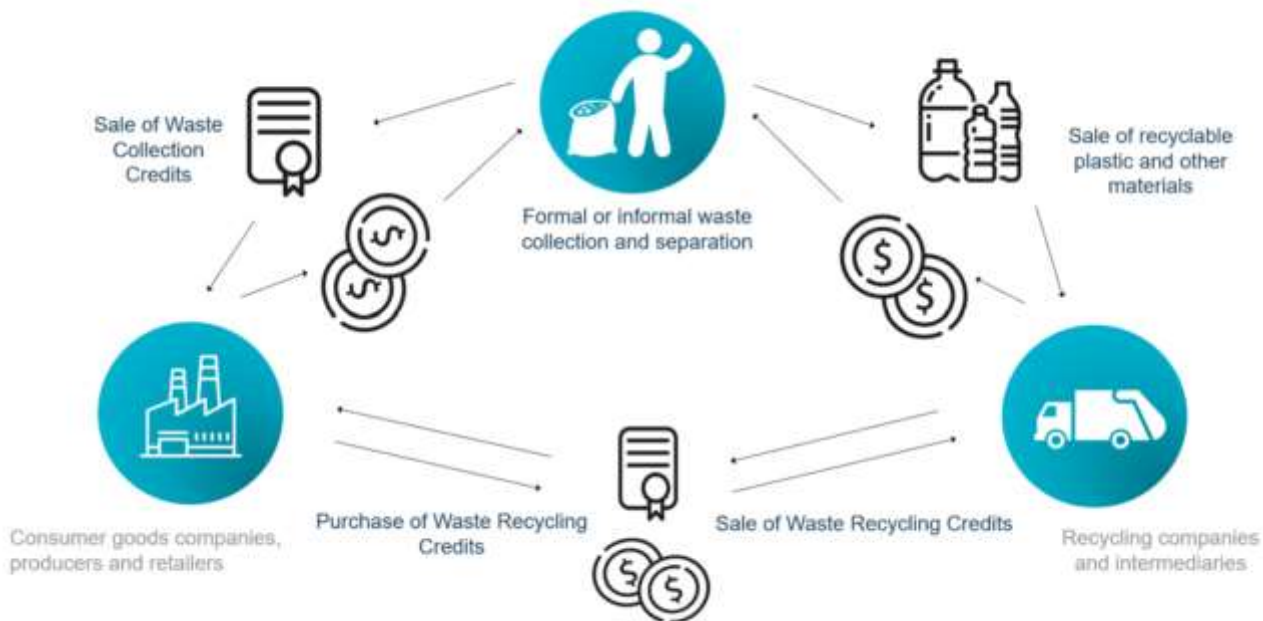 Sale of Waste
Collection
Credits
Sale of recyclable
plastic and other
materials
Formal or informal waste
collection and separation
Purchase of Waste Recycling
Credits
Sale of Waste Recycling Credits
Consumer goods companies,
producers and retailers
Recycling companies
and intermediaries